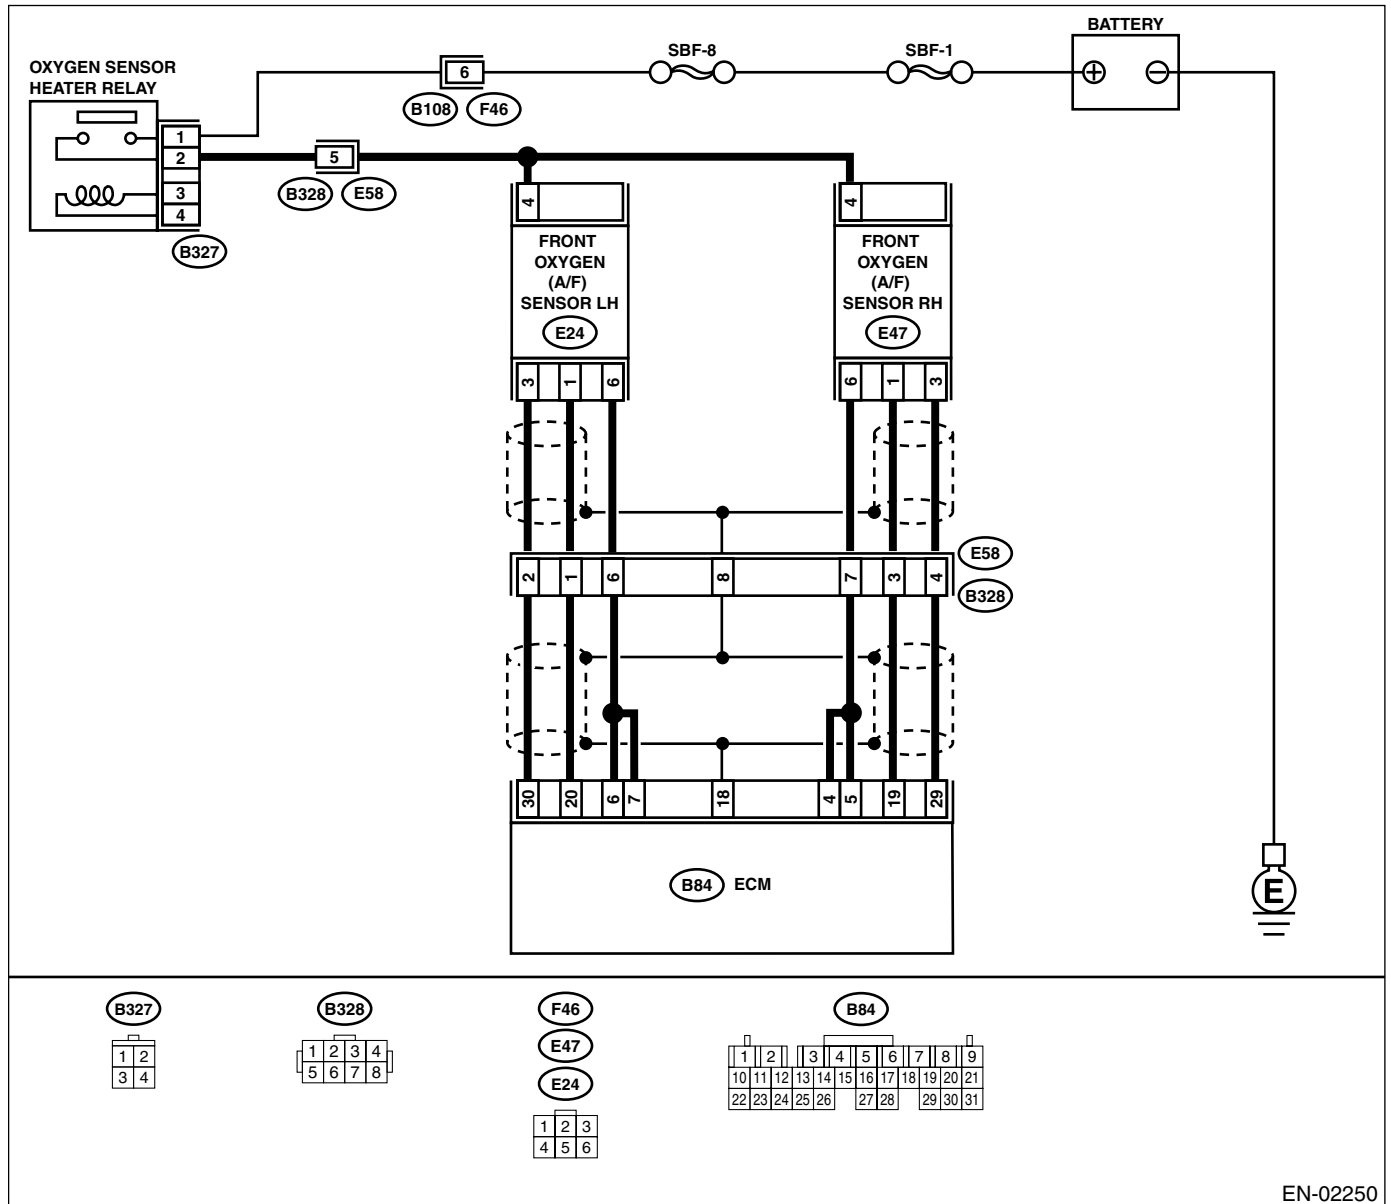 BATTERY
SBF-8 SBF-1
OXYGEN SENSOR
HEATER RELAY
6
+ −
B108 F46
1
2
3
4
5
B328 E58
B327
4 4
FRONT
OXYGEN
(A/F)
SENSOR LH
E24
FRONT
OXYGEN
(A/F)
SENSOR RH
E47
3 1 6 6 1 3
E58
2 1 6 8 7 3 4
B328
30 20 6 7 18 4 5 19 29
B84 ECM
E
B327
1 2
3 4
B328
1 2 3 4
5 6 7 8
F46
E47
E24
1 2 3
4 5 6
B84
1 2 3 4 5 6 7 8 9
10 11 12 13 14 15 16 17 18 19 20 21
22 23 24 25 26 27 28 29 30 31
EN-02250